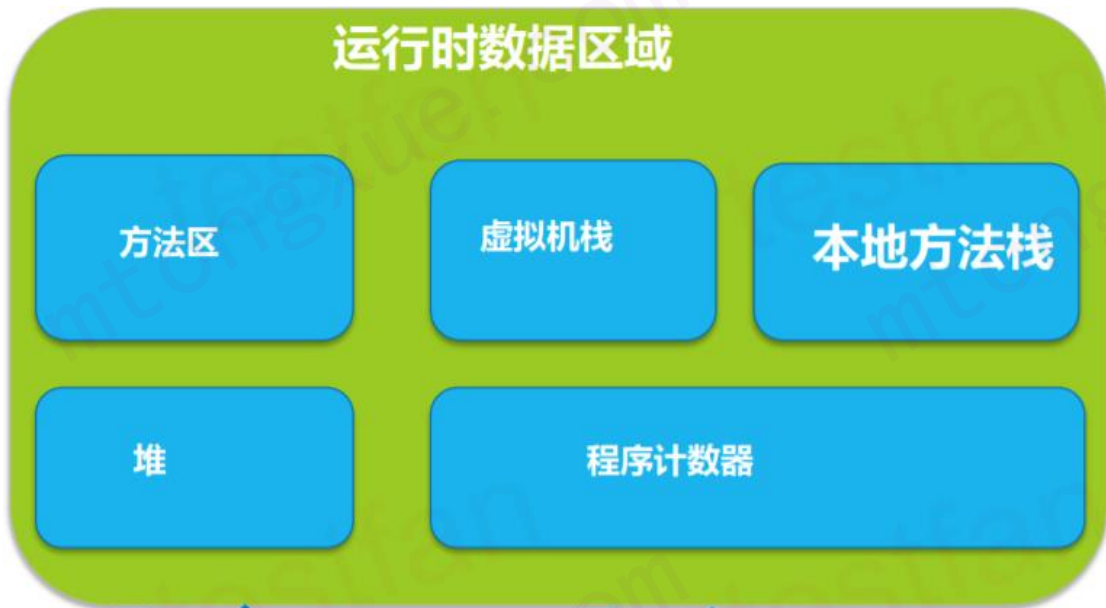 运行时数据区域
方法区
虚拟机栈
本地方法栈
堆
程序计数器